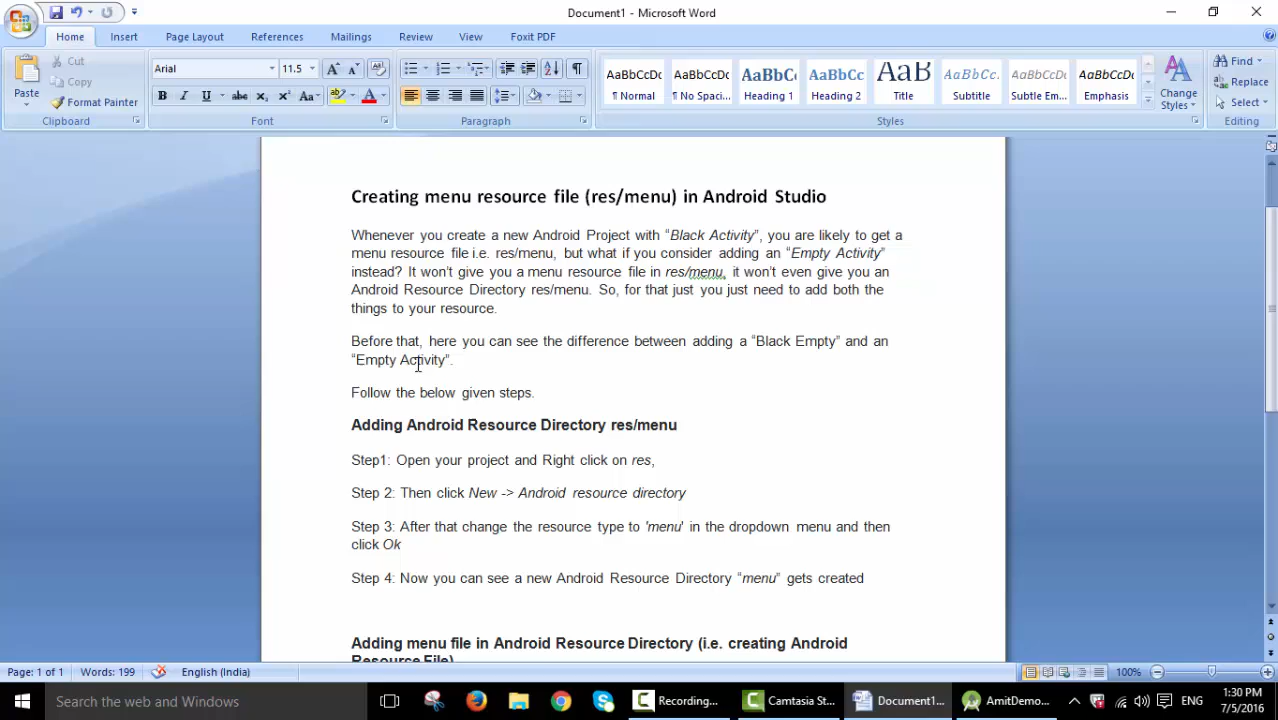 Document1 - Microsoft Word
Home Insert Page Layout References Mailings Review View Foxit PDF
Paste
Cut
Copy
Format Painter
Clipboard
Arial 11.5
Font
Paragraph
AaBbCcDc AaBbCcDc AaBbCc AaBbCc AaB AaBbCc. AaBbCcDc AaBbCcDc
¶ Normal ¶ No Spaci... Heading 1 Heading 2 Title Subtitle Subtle Em... Emphasis
Change
Styles
Styles
Find
Replace
Select
Editing
Creating menu resource file (res/menu) in Android Studio
Whenever you create a new Android Project with “Black Activity”, you are likely to get a
menu resource file i.e. res/menu, but what if you consider adding an “Empty Activity”
instead? It won’t give you a menu resource file in res/menu, it won’t even give you an
Android Resource Directory res/menu. So, for that just you just need to add both the
things to your resource.
Before that, here you can see the difference between adding a “Black Empty” and an
“Empty Activity”.
Follow the below given steps.
Adding Android Resource Directory res/menu
Step1: Open your project and Right click on res,
Step 2: Then click New -> Android resource directory
Step 3: After that change the resource type to 'menu' in the dropdown menu and then
click Ok
Step 4: Now you can see a new Android Resource Directory “menu” gets created
Adding menu file in Android Resource Directory (i.e. creating Android
Resource File)
Page: 1 of 1 Words: 199 English (India) 100%
Search the web and Windows
Recording... Camtasia St... Document1... AmitDemo...
ENG
1:30 PM
7/5/2016